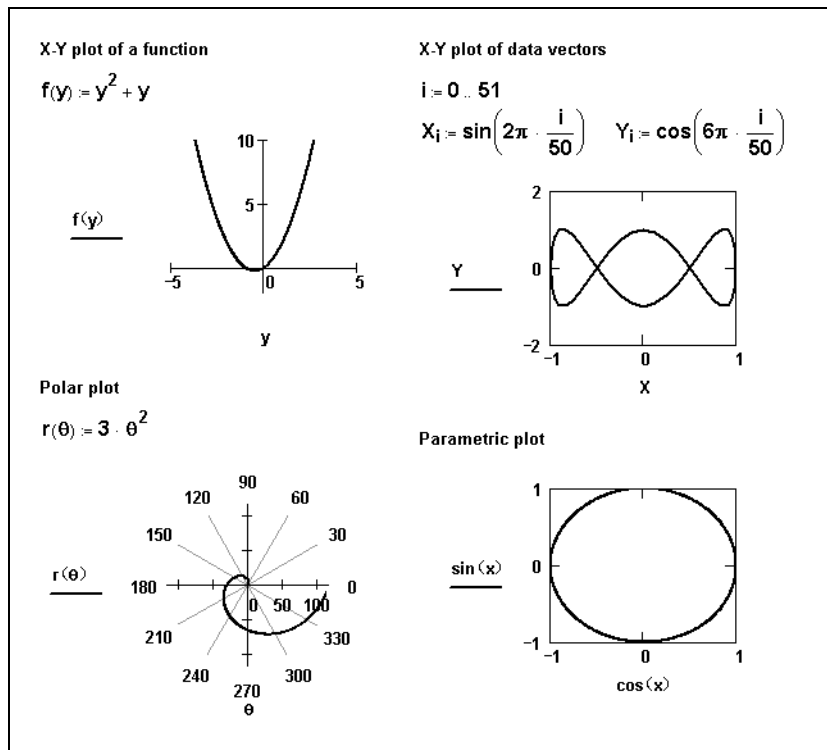 X-Y plot of a function
f(y) := y² + y
10
5
f(y)
−5
0
5
y
X-Y plot of data vectors
i := 0 .. 51
Xᵢ := sin(2π · i/50)    Yᵢ := cos(6π · i/50)
2
Y
0
−2
−1
0
1
X
Polar plot
r(θ) := 3 · θ²
90
120
60
150
30
r(θ)
180
0 50 100
0
210
330
240
300
270
θ
Parametric plot
1
sin(x)
0
−1
−1
0
1
cos(x)